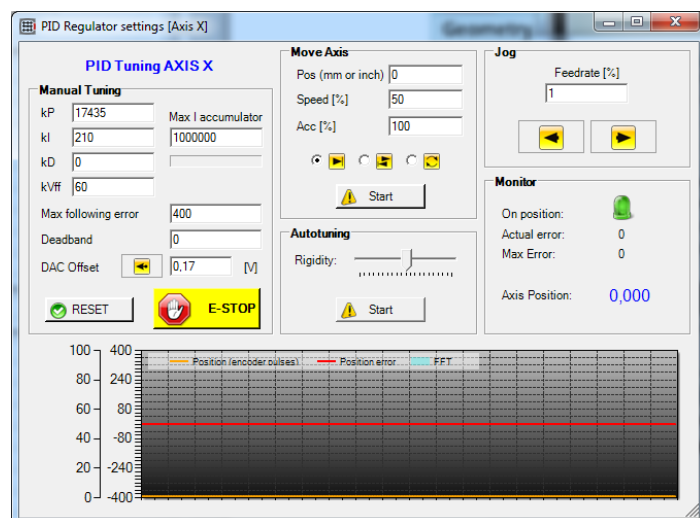 PID Regulator settings [Axis X]
PID Tuning AXIS X
Manual Tuning
kP 17435
Max I accumulator
kI 210 1000000
kD 0
kVff 60
Max following error 400
Deadband 0
DAC Offset 0,17 [V]
RESET E-STOP
Move Axis
Pos (mm or inch) 0
Speed [%] 50
Acc [%] 100
Start
Autotuning
Rigidity:
Start
Jog
Feedrate [%]
1
Monitor
On position:
Actual error: 0
Max Error: 0
Axis Position: 0,000
Position (encoder pulses) Position error FFT
100 400
80 240
60 80
40 -80
20 -240
0 -400